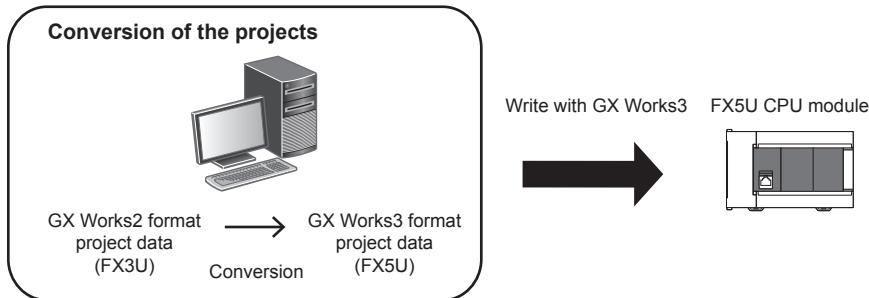 Conversion of the projects
Write with GX Works3
FX5U CPU module
GX Works2 format
project data
(FX3U)
Conversion
GX Works3 format
project data
(FX5U)